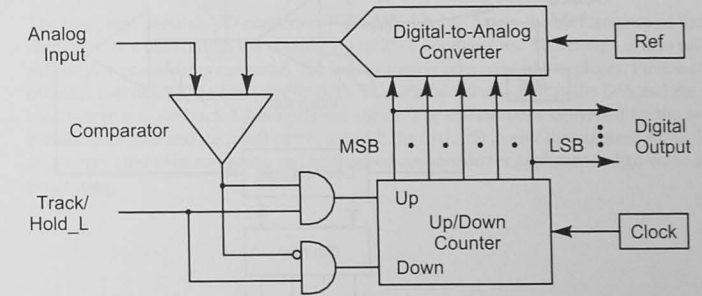 Analog
Input
Digital-to-Analog
Converter
Ref
Comparator
MSB
LSB
Digital
Output
Track/
Hold_L
Up
Up/Down
Counter
Down
Clock